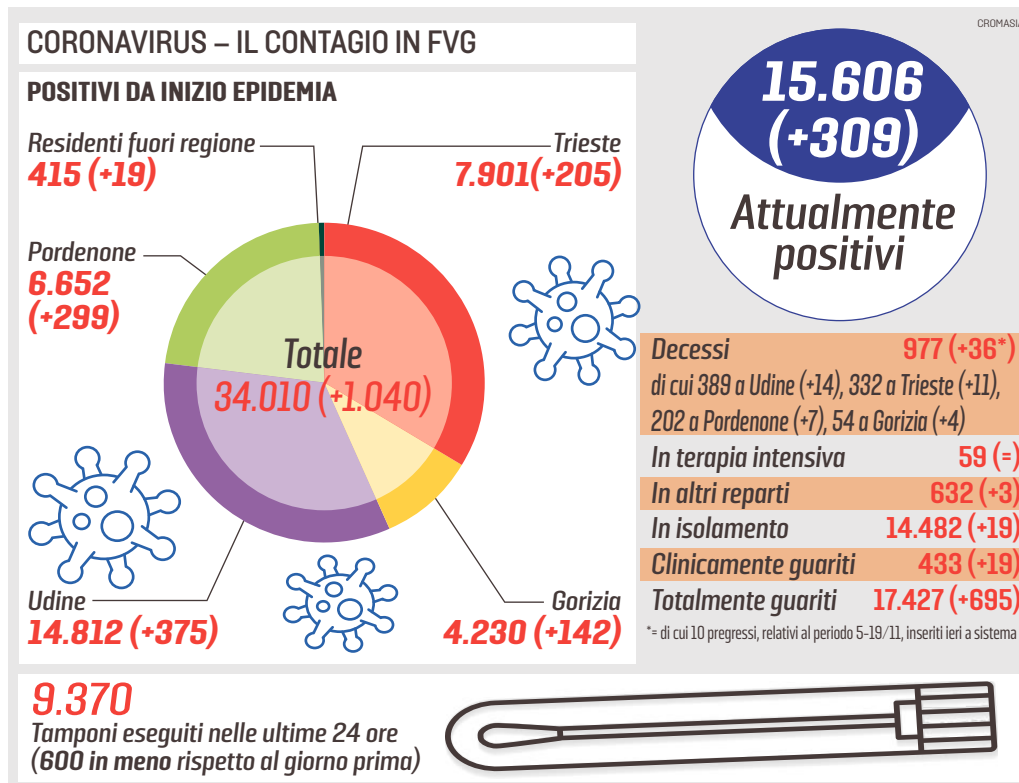 CROMASIA
CORONAVIRUS – IL CONTAGIO IN FVG
POSITIVI DA INIZIO EPIDEMIA
Residenti fuori regione
415 (+19)
Trieste
7.901(+205)
Pordenone
6.652
(+299)
Totale
34.010 (+1.040)
Udine
14.812 (+375)
Gorizia
4.230 (+142)
15.606
(+309)
Attualmente
positivi
Decessi 977 (+36*)
di cui 389 a Udine (+14), 332 a Trieste (+11),
202 a Pordenone (+7), 54 a Gorizia (+4)
In terapia intensiva 59 (=)
In altri reparti 632 (+3)
In isolamento 14.482 (+19)
Clinicamente guariti 433 (+19)
Totalmente guariti 17.427 (+695)
*= di cui 10 pregressi, relativi al periodo 5-19/11, inseriti ieri a sistema
9.370
Tamponi eseguiti nelle ultime 24 ore
(600 in meno rispetto al giorno prima)